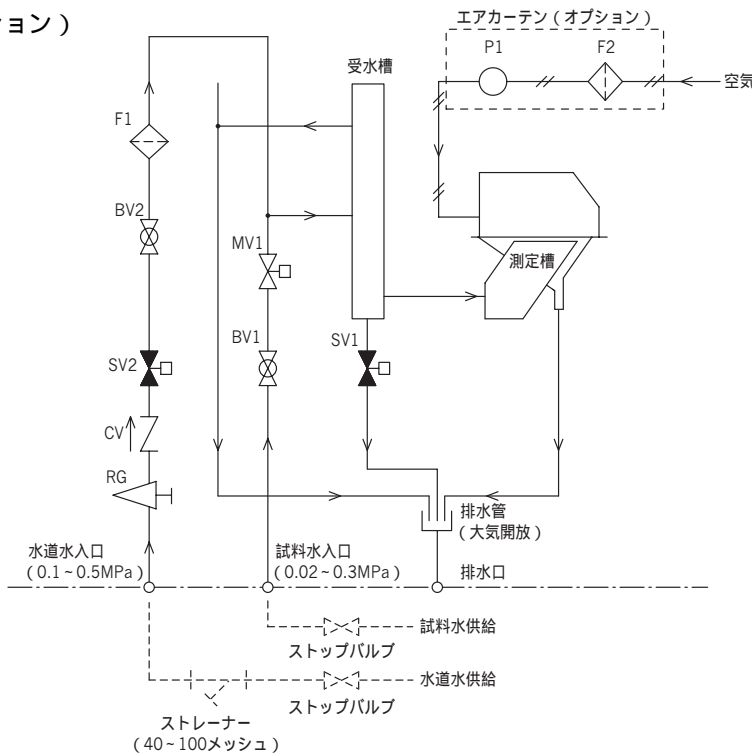 ション）
エアカーテン（オプション）
P1
F2
空気
受水槽
F1
BV2
MV1
測定槽
BV1
SV1
SV2
CV
RG
排水管
（大気開放）
水道水入口
（0.1~0.5MPa）
試料水入口
（0.02~0.3MPa）
排水口
試料水供給
ストップバルブ
水道水供給
ストップバルブ
ストレーナー
（40~100メッシュ）